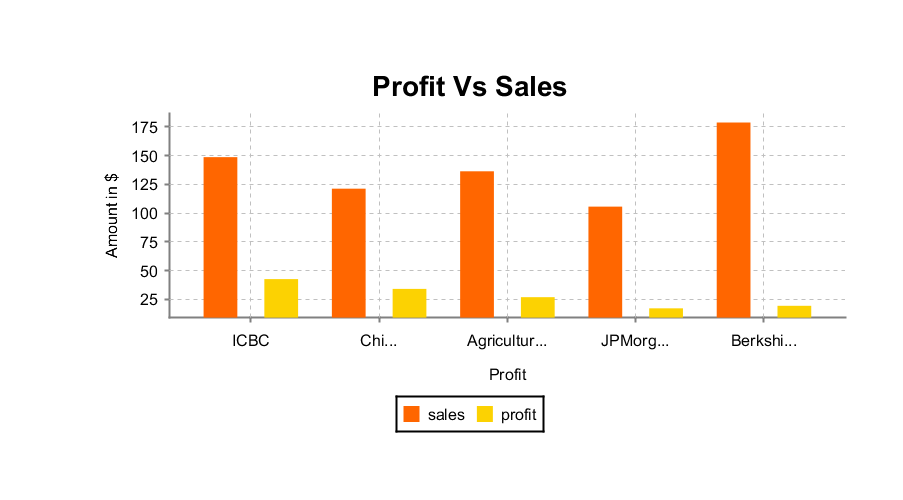 Profit Vs Sales
Amount in $
175
150
125
100
75
50
25
ICBC Chi... Agricultur... JPMorg... Berkshi...
Profit
sales profit